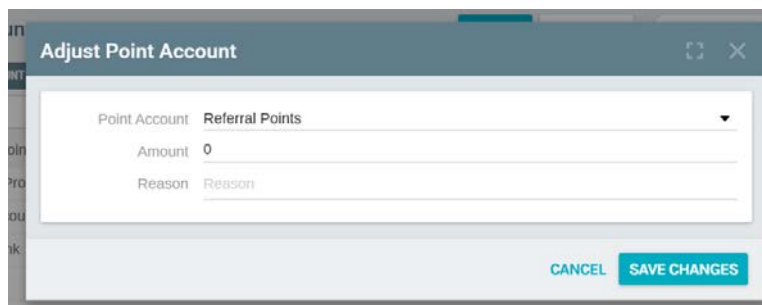 Adjust Point Account
Point Account Referral Points
Amount 0
Reason Reason
CANCEL SAVE CHANGES